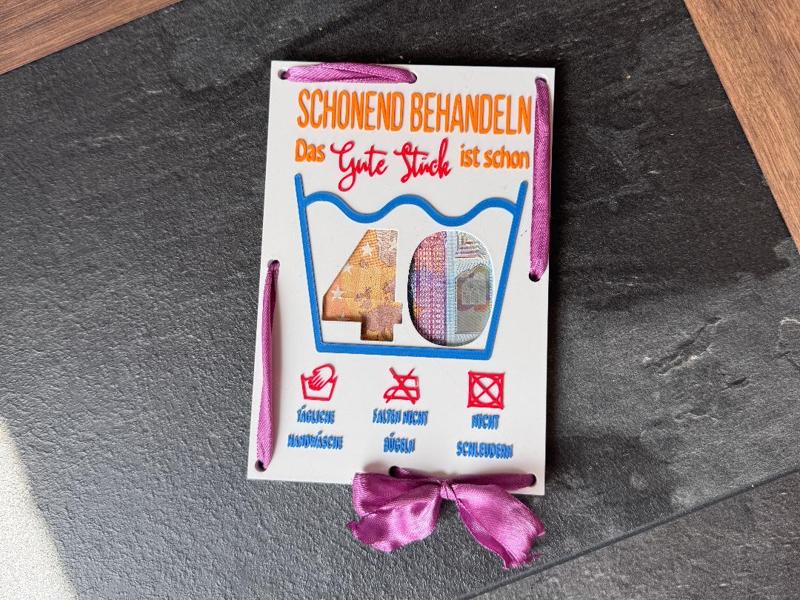 SCHONEND BEHANDELN
Das Gute Stück ist schon
40
TÄGLICHE HANDWÄSCHE
FALTEN NICHT BÜGELN
NICHT SCHLEUDERN